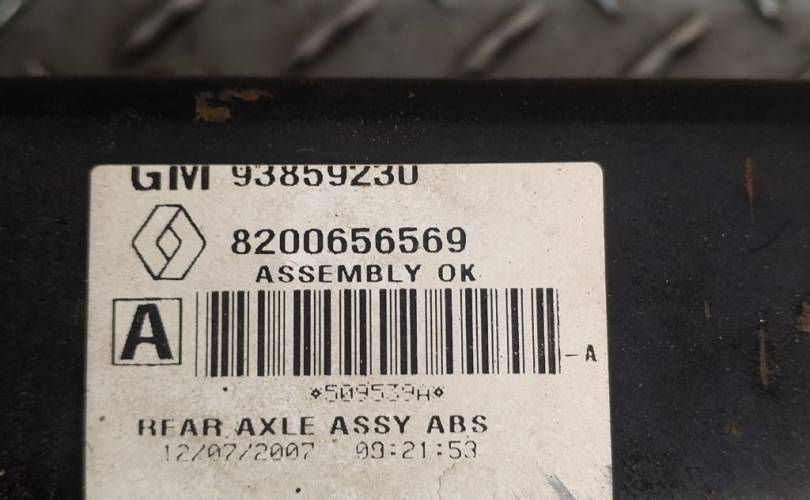 GM 93859230
8200656569
ASSEMBLY OK
A
-A
*509539A*
REAR AXLE ASSY ABS
12/07/2007 09:21:53